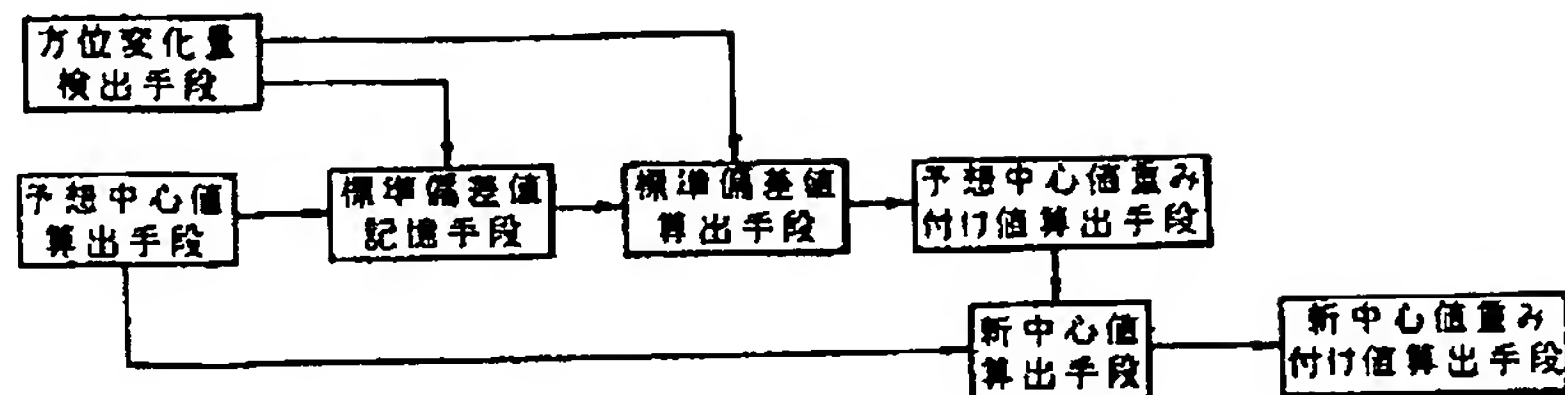 方位変化量
検出手段
予想中心値
算出手段
標準偏差値
記憶手段
標準偏差値
算出手段
予想中心値重み
付け値算出手段
新中心値
算出手段
新中心値重み
付け値算出手段